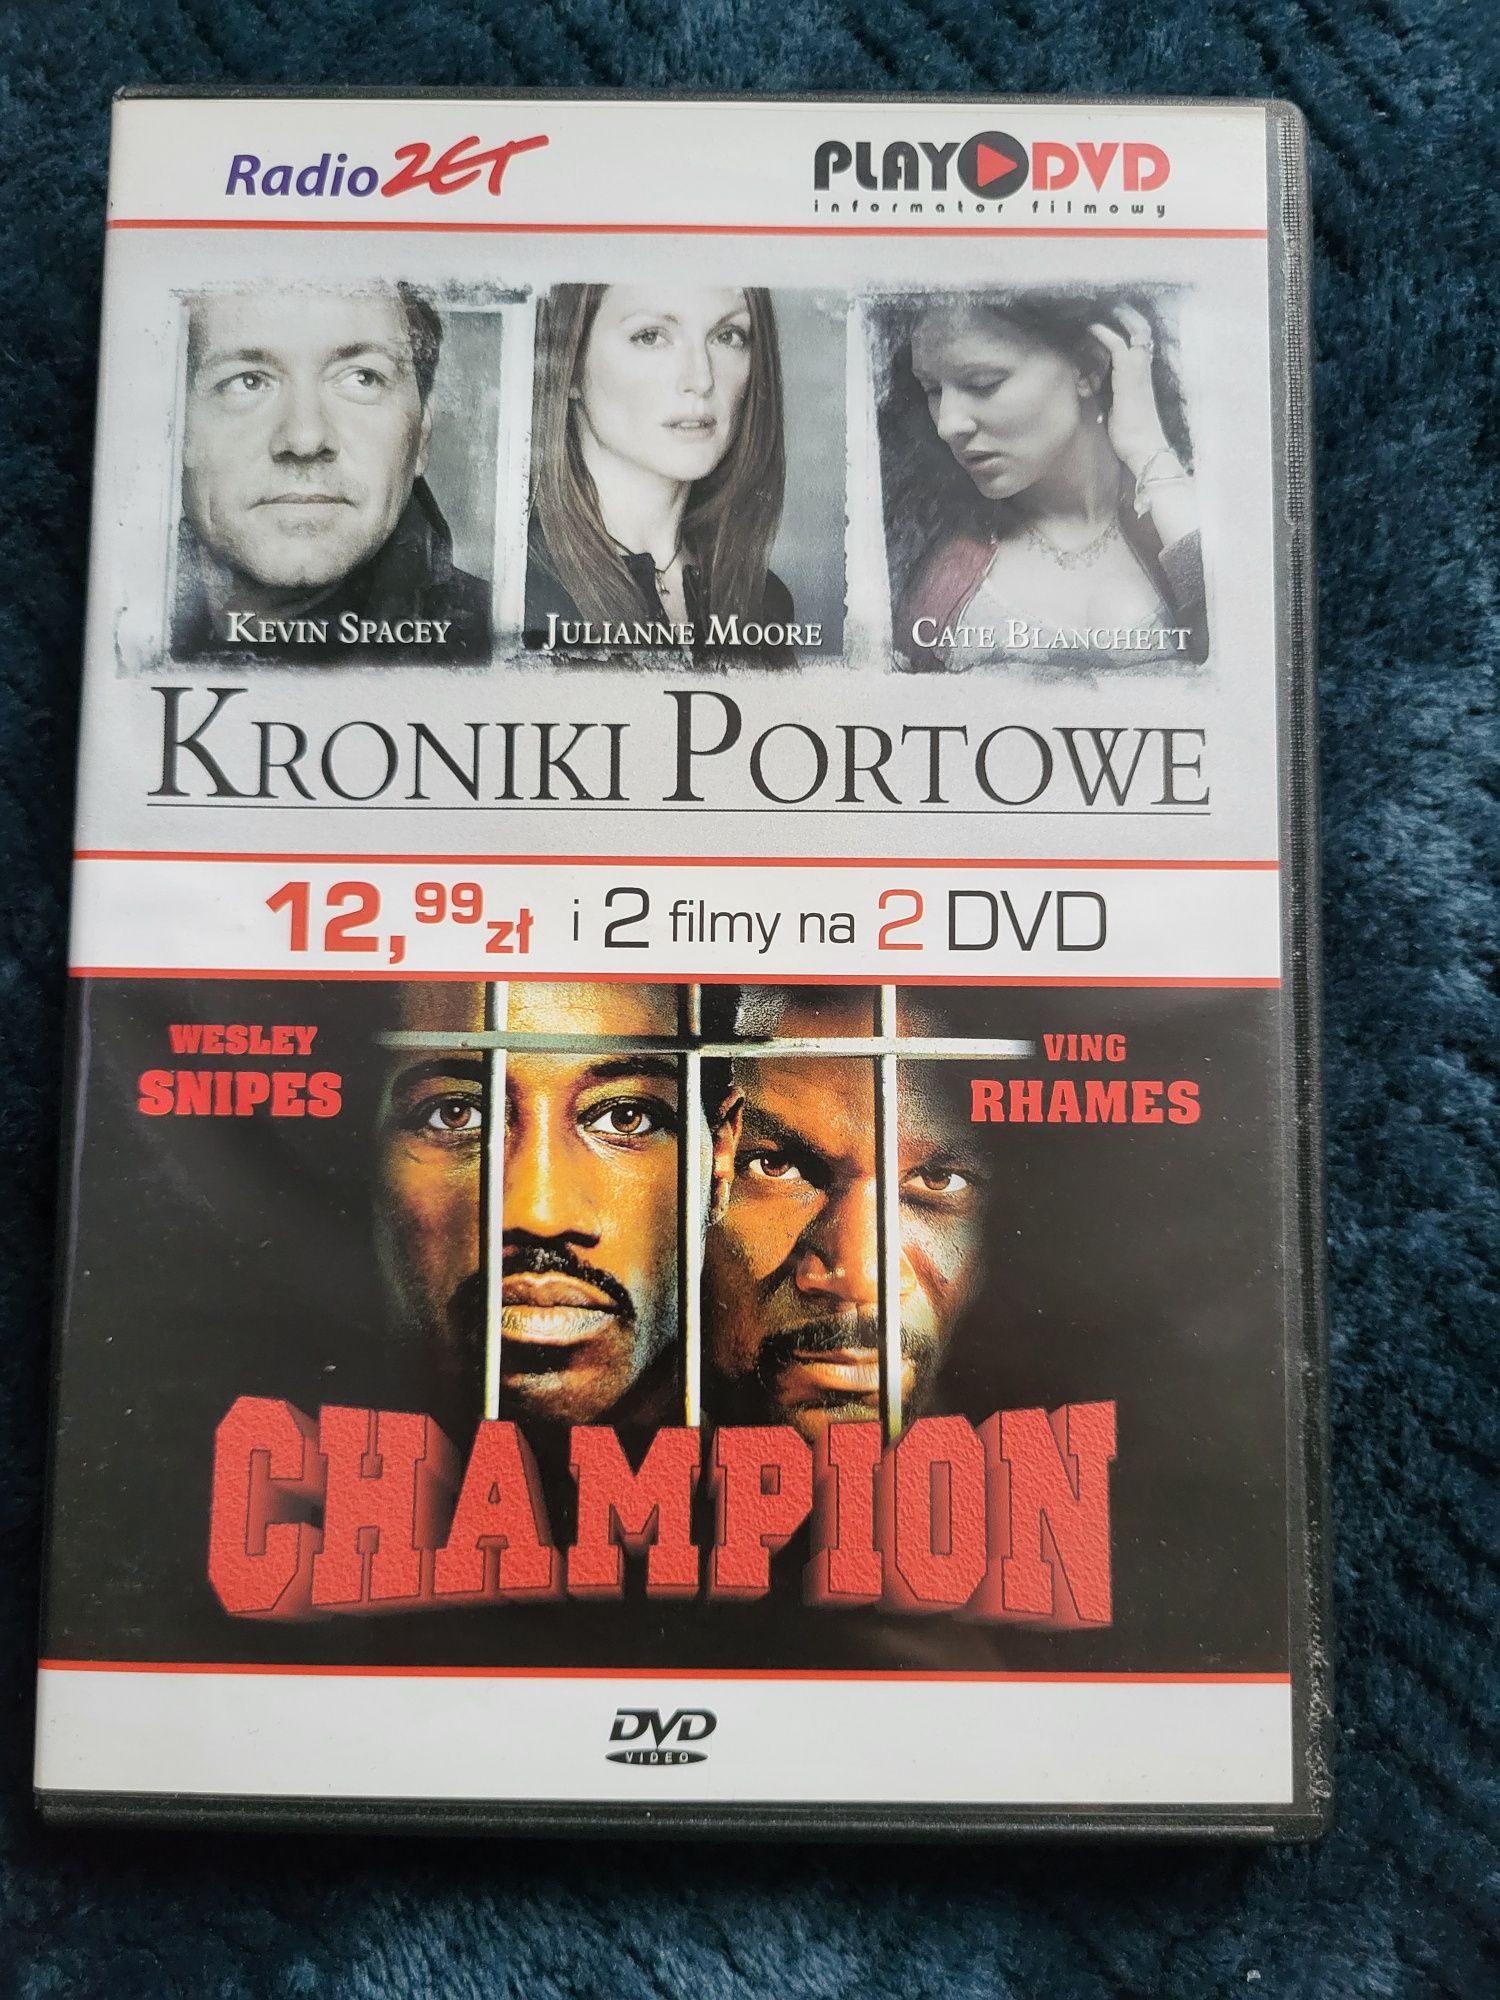 Radio ZET
PLAY DVD
informator filmowy
KEVIN SPACEY
JULIANNE MOORE
CATE BLANCHETT
KRONIKI PORTOWE
12,99 zł i 2 filmy na 2 DVD
WESLEY
SNIPES
VING
RHAMES
CHAMPION
DVD
VIDEO